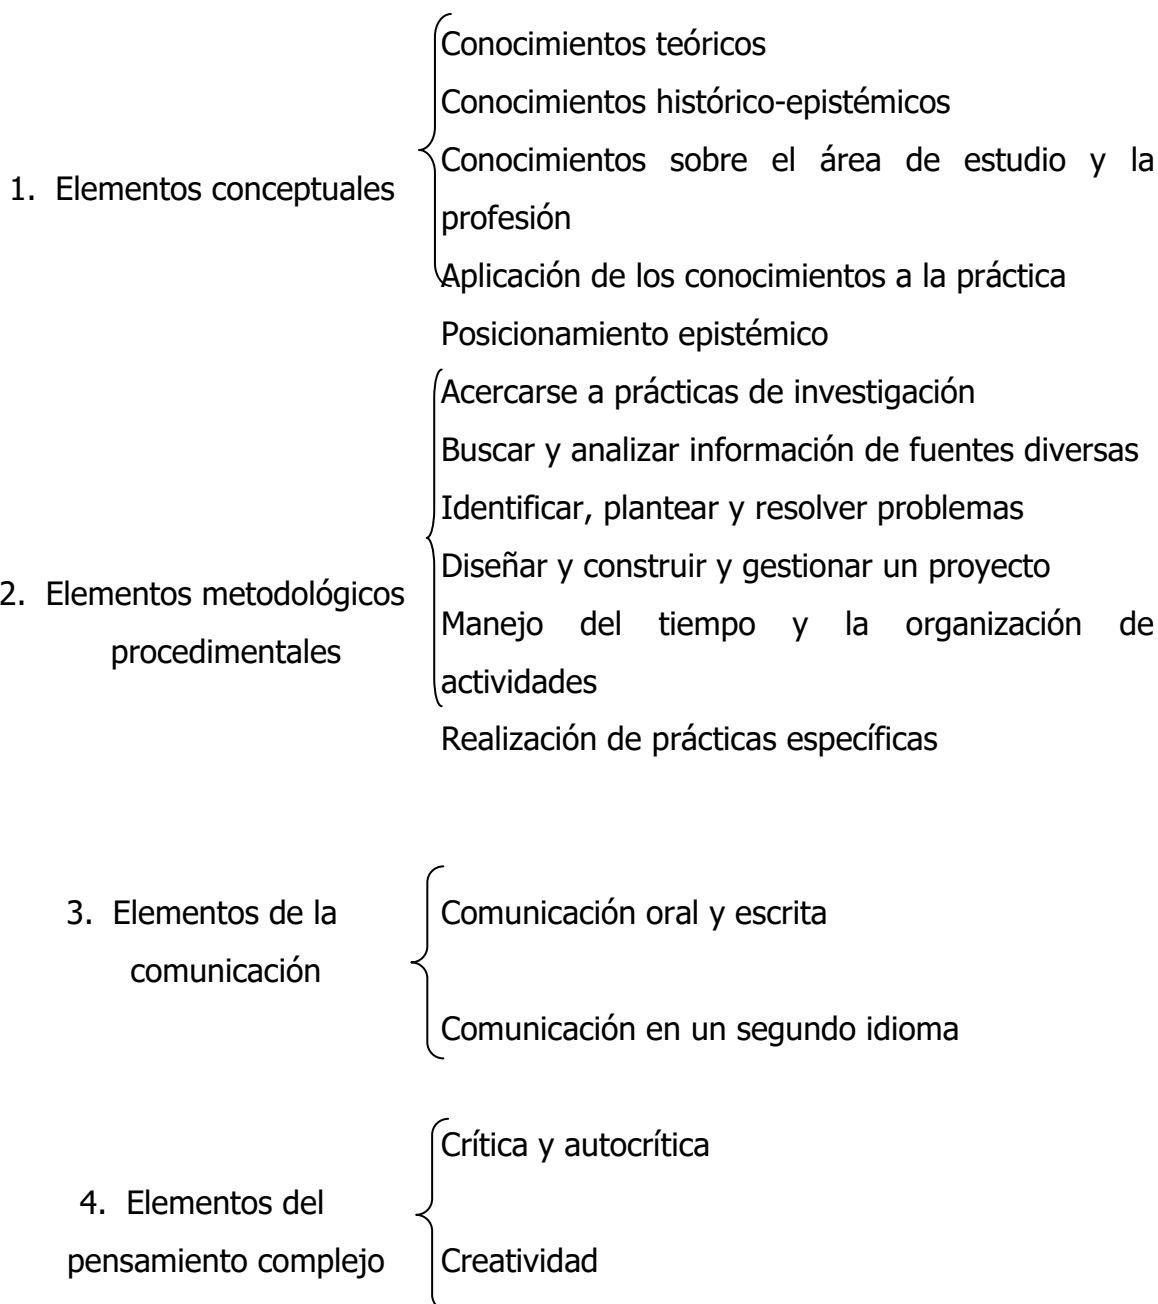 1. Elementos conceptuales
Conocimientos teóricos
Conocimientos histórico-epistémicos
Conocimientos sobre el área de estudio y la
profesión
Aplicación de los conocimientos a la práctica
Posicionamiento epistémico
2. Elementos metodológicos
procedimentales
Acercarse a prácticas de investigación
Buscar y analizar información de fuentes diversas
Identificar, plantear y resolver problemas
Diseñar y construir y gestionar un proyecto
Manejo del tiempo y la organización de
actividades
Realización de prácticas específicas
3. Elementos de la
comunicación
Comunicación oral y escrita
Comunicación en un segundo idioma
4. Elementos del
pensamiento complejo
Crítica y autocrítica
Creatividad